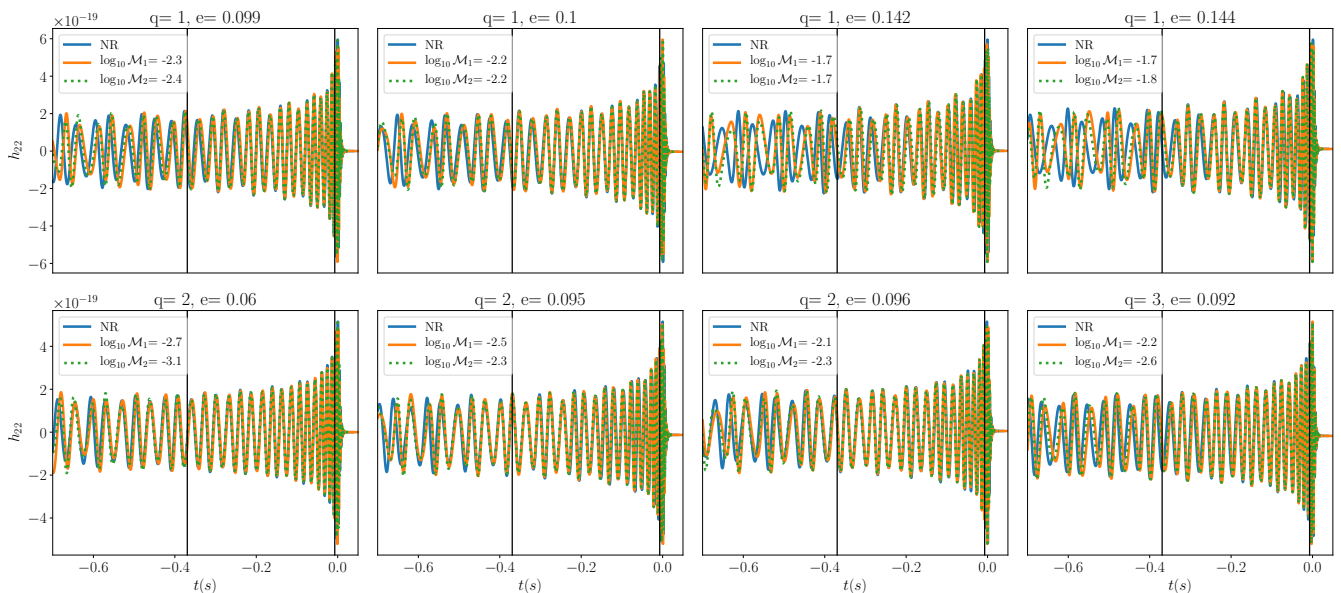 ×10−19 q= 1, e= 0.099
q= 1, e= 0.1
q= 1, e= 0.142
q= 1, e= 0.144
NR
log10 M1= -2.3
log10 M2= -2.4
NR
log10 M1= -2.2
log10 M2= -2.2
NR
log10 M1= -1.7
log10 M2= -1.7
NR
log10 M1= -1.7
log10 M2= -1.8
6
4
2
0
−2
−4
−6
h22
×10−19 q= 2, e= 0.06
q= 2, e= 0.095
q= 2, e= 0.096
q= 3, e= 0.092
NR
log10 M1= -2.7
log10 M2= -3.1
NR
log10 M1= -2.5
log10 M2= -2.3
NR
log10 M1= -2.1
log10 M2= -2.3
NR
log10 M1= -2.2
log10 M2= -2.6
4
2
0
−2
−4
h22
−0.6 −0.4 −0.2 0.0
−0.6 −0.4 −0.2 0.0
−0.6 −0.4 −0.2 0.0
−0.6 −0.4 −0.2 0.0
t(s)
t(s)
t(s)
t(s)